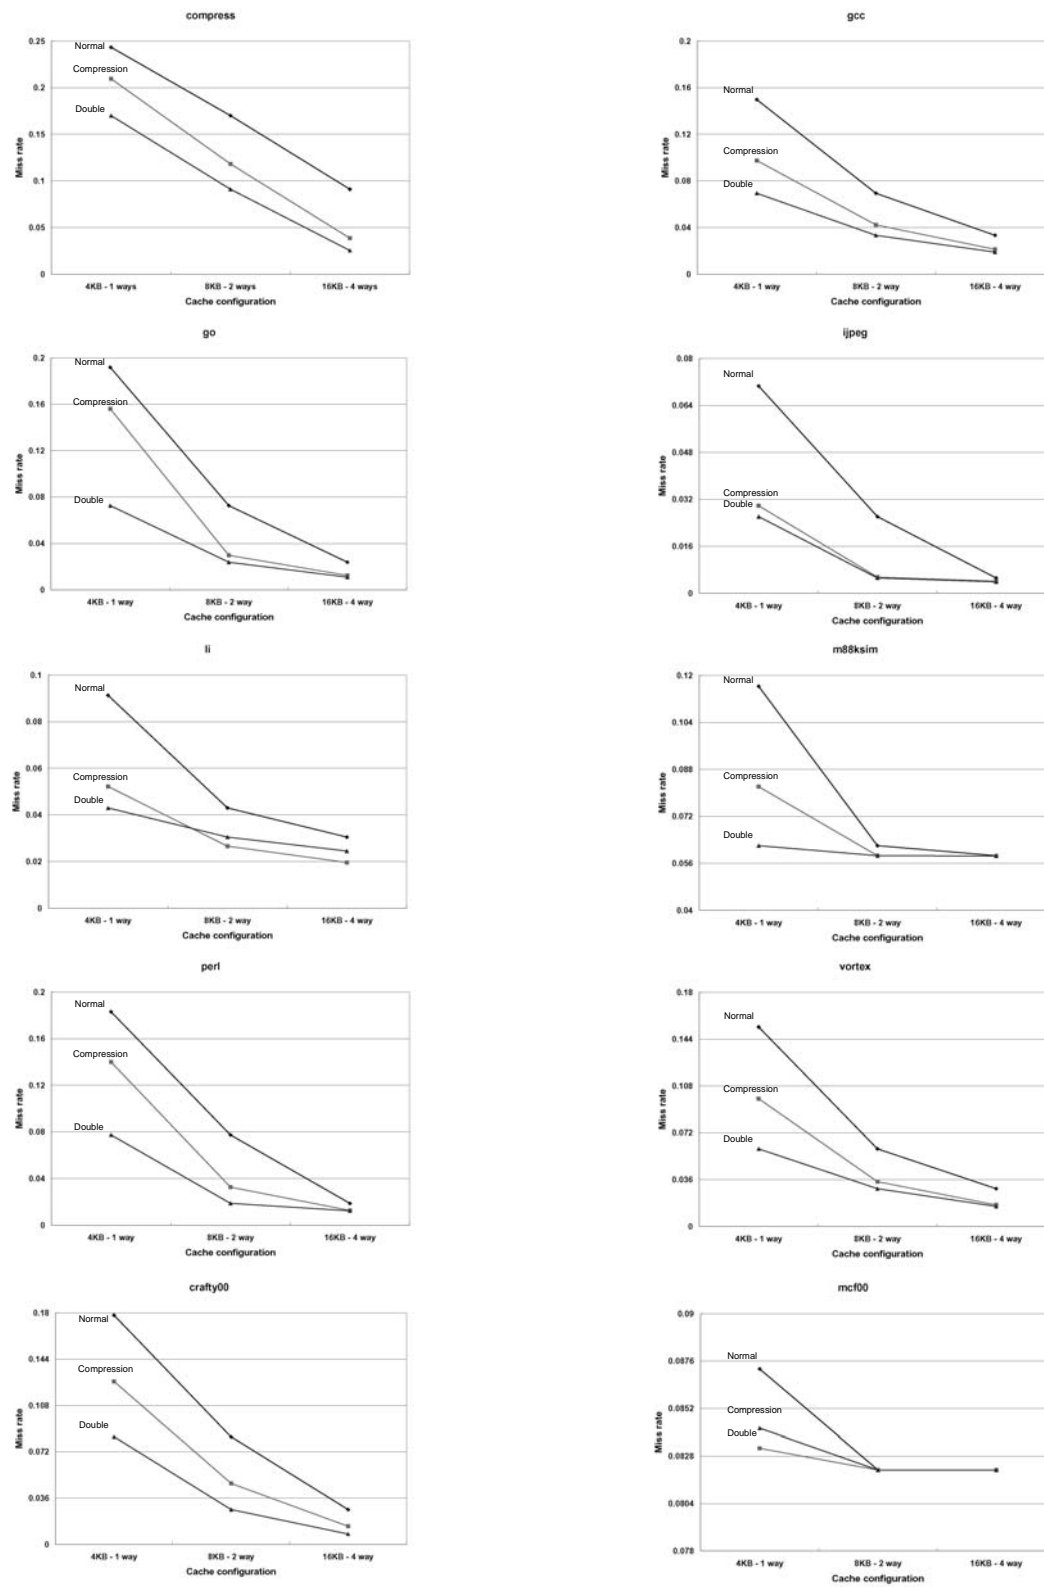 compress
0.25
0.2
0.15
0.1
0.05
0
Miss rate
Normal
Compression
Double
4KB - 1 ways
8KB - 2 ways
16KB - 4 ways
Cache configuration
gcc
0.2
0.16
0.12
0.08
0.04
0
Miss rate
Normal
Compression
Double
4KB - 1 way
8KB - 2 way
16KB - 4 way
Cache configuration
go
0.2
0.16
0.12
0.08
0.04
0
Miss rate
Normal
Compression
Double
4KB - 1 way
8KB - 2 way
16KB - 4 way
Cache configuration
ijpeg
0.08
0.064
0.048
0.032
0.016
0
Miss rate
Normal
Compression
Double
4KB - 1 way
8KB - 2 way
16KB - 4 way
Cache configuration
li
0.1
0.08
0.06
0.04
0.02
0
Miss rate
Normal
Compression
Double
4KB - 1 way
8KB - 2 way
16KB - 4 way
Cache configuration
m88ksim
0.12
0.104
0.088
0.072
0.056
0.04
Miss rate
Normal
Compression
Double
4KB - 1 way
8KB - 2 way
16KB - 4 way
Cache configuration
perl
0.2
0.16
0.12
0.08
0.04
0
Miss rate
Normal
Compression
Double
4KB - 1 way
8KB - 2 way
16KB - 4 way
Cache configuration
vortex
0.18
0.144
0.108
0.072
0.036
0
Miss rate
Normal
Compression
Double
4KB - 1 way
8KB - 2 way
16KB - 4 way
Cache configuration
crafty00
0.18
0.144
0.108
0.072
0.036
0
Miss rate
Normal
Compression
Double
4KB - 1 way
8KB - 2 way
16KB - 4 way
Cache configuration
mcf00
0.09
0.0876
0.0852
0.0828
0.0804
0.078
Miss rate
Normal
Compression
Double
4KB - 1 way
8KB - 2 way
16KB - 4 way
Cache configuration